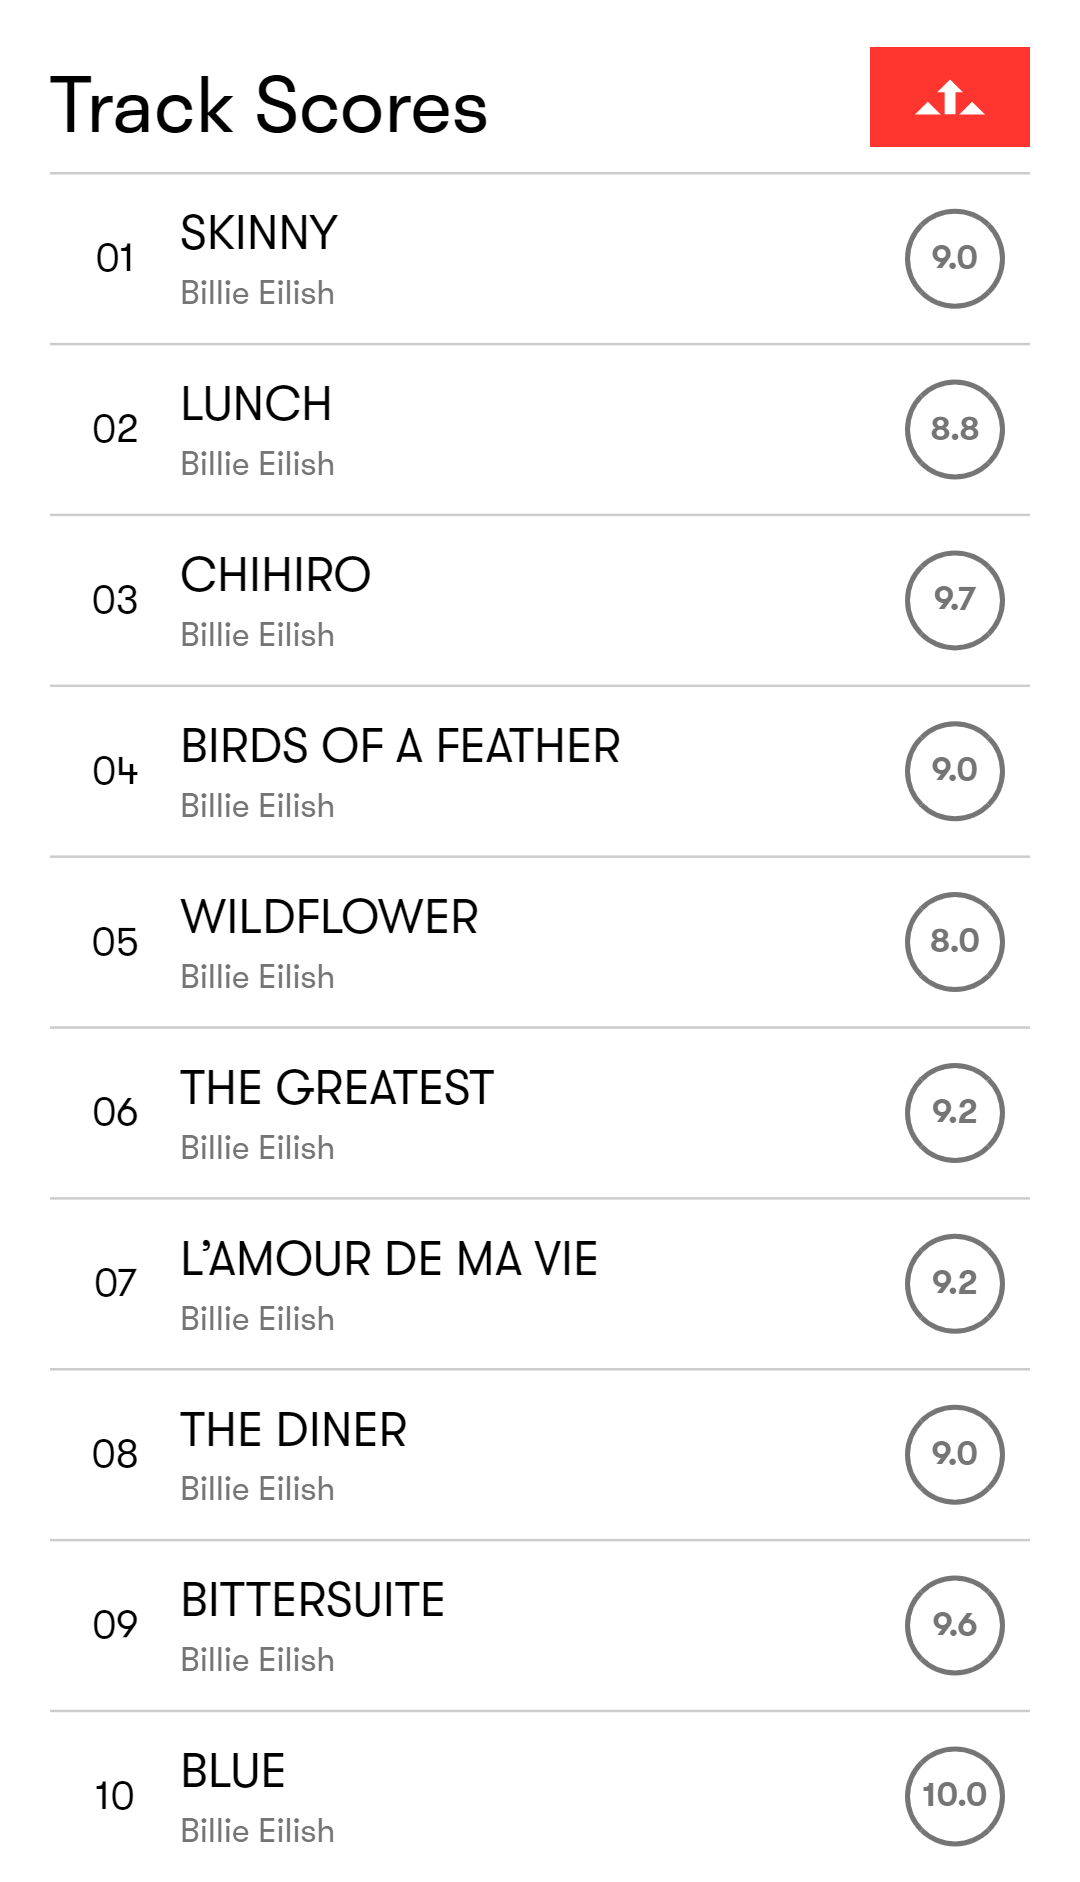 Track Scores
01
SKINNY
Billie Eilish
9.0
02
LUNCH
Billie Eilish
8.8
03
CHIHIRO
Billie Eilish
9.7
04
BIRDS OF A FEATHER
Billie Eilish
9.0
05
WILDFLOWER
Billie Eilish
8.0
06
THE GREATEST
Billie Eilish
9.2
07
L’AMOUR DE MA VIE
Billie Eilish
9.2
08
THE DINER
Billie Eilish
9.0
09
BITTERSUITE
Billie Eilish
9.6
10
BLUE
Billie Eilish
10.0